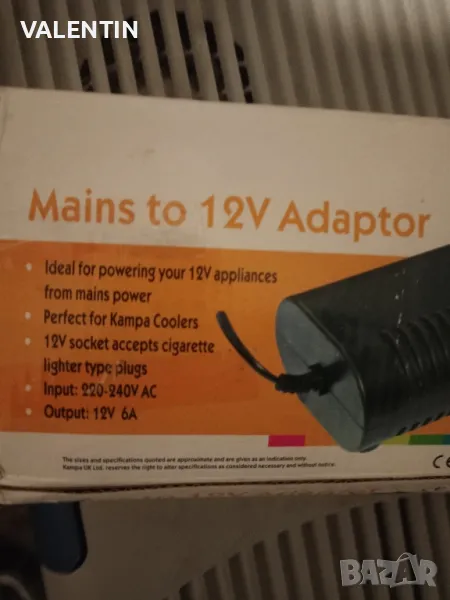 VALENTIN
Mains to 12V Adaptor
• Ideal for powering your 12V appliances
from mains power
• Perfect for Kampa Coolers
• 12V socket accepts cigarette
lighter type plugs
• Input: 220-240V AC
• Output: 12V 6A
The sizes and specifications quoted are approximate and are given as an indication only.
Kampa UK Ltd. reserves the right to alter specifications as considered necessary and without notice.
CE
BAZAR